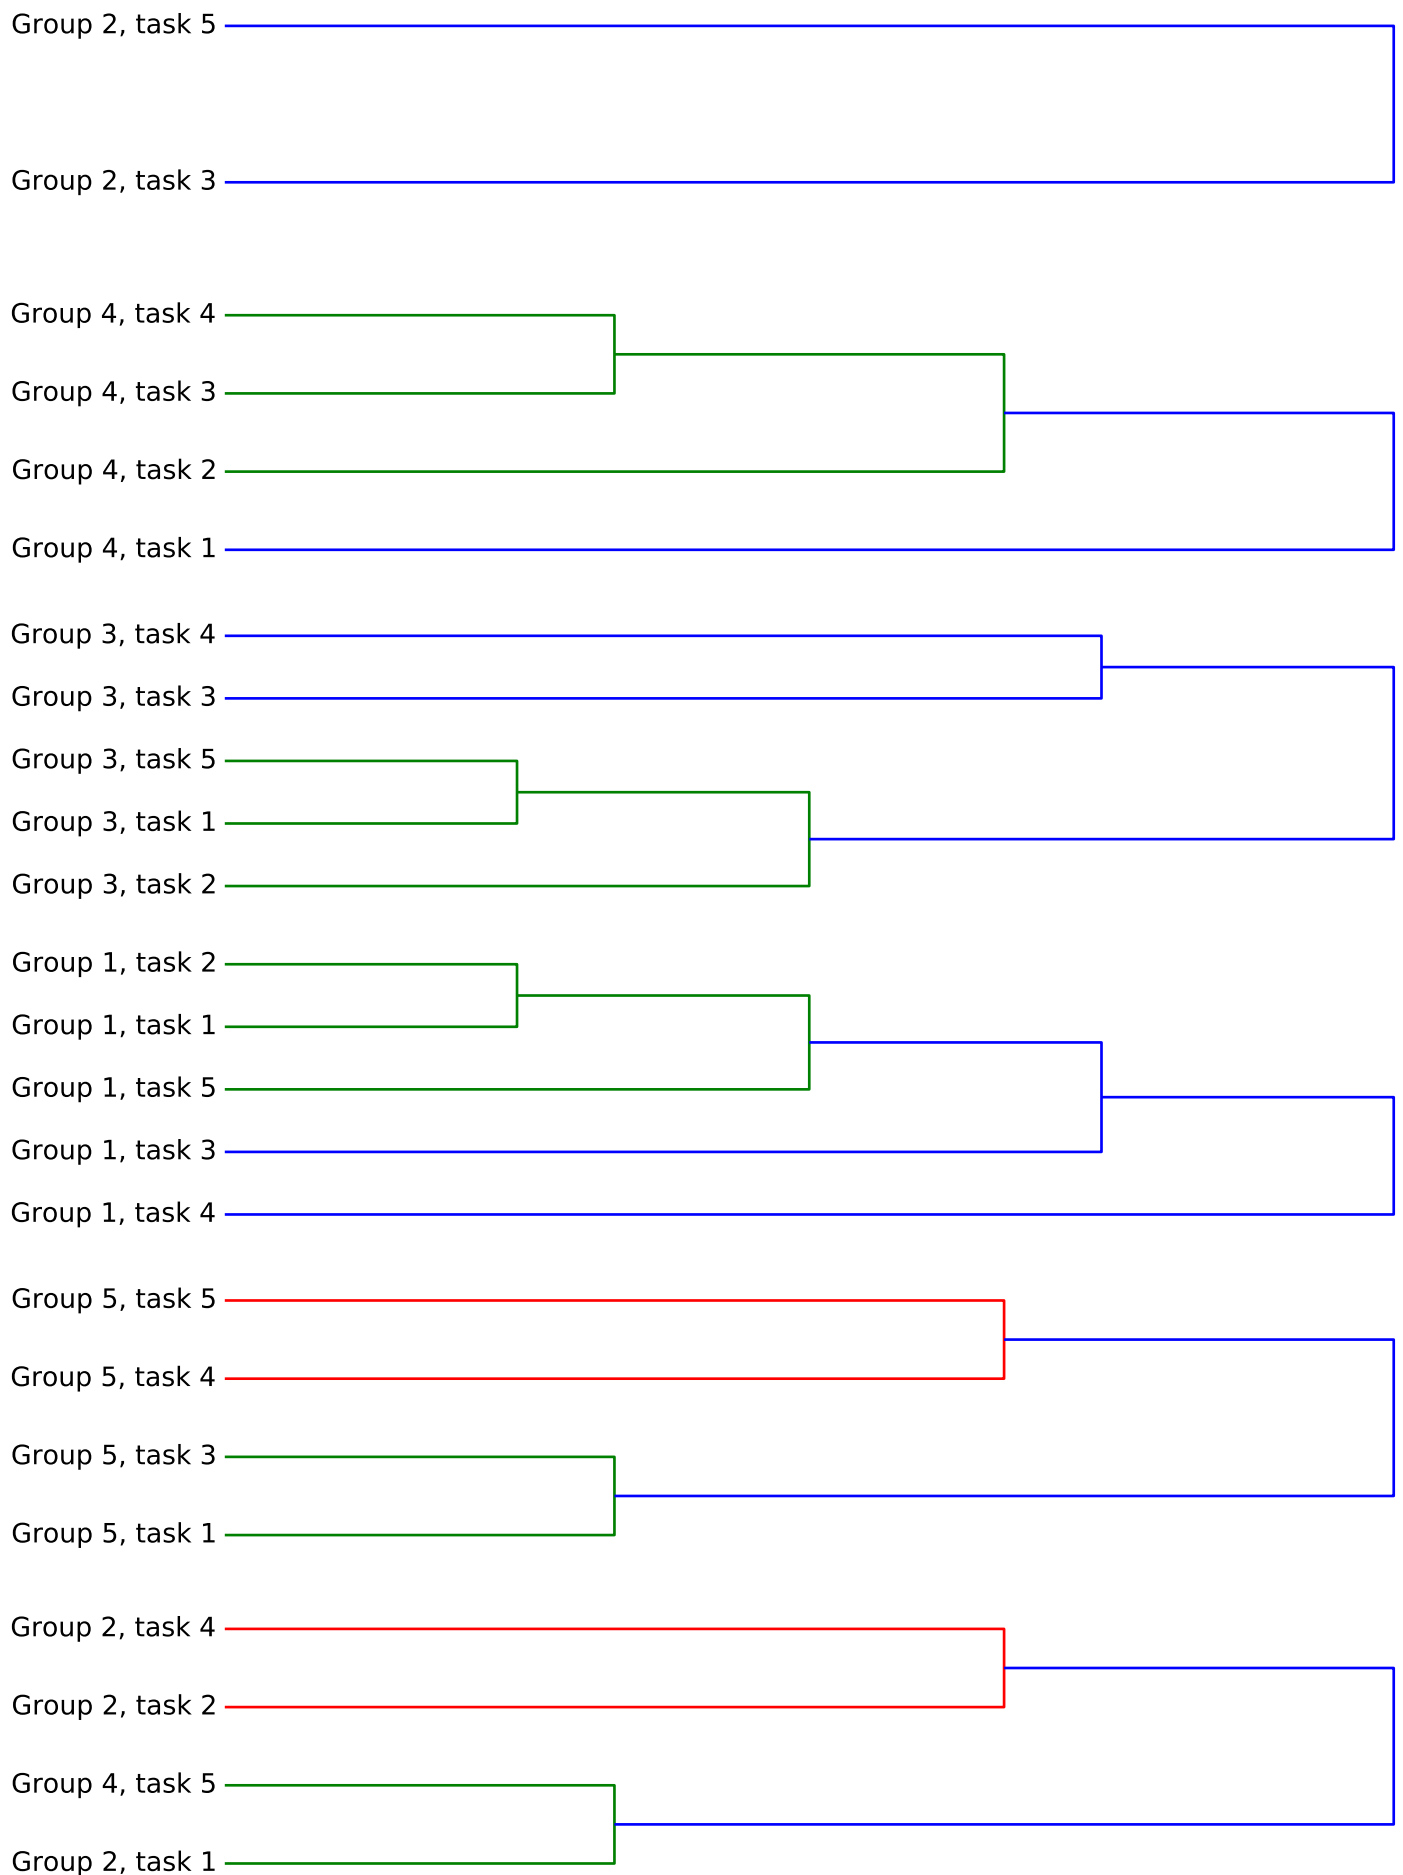 Group 2, task 5
Group 2, task 3
Group 4, task 4
Group 4, task 3
Group 4, task 2
Group 4, task 1
Group 3, task 4
Group 3, task 3
Group 3, task 5
Group 3, task 1
Group 3, task 2
Group 1, task 2
Group 1, task 1
Group 1, task 5
Group 1, task 3
Group 1, task 4
Group 5, task 5
Group 5, task 4
Group 5, task 3
Group 5, task 1
Group 2, task 4
Group 2, task 2
Group 4, task 5
Group 2, task 1